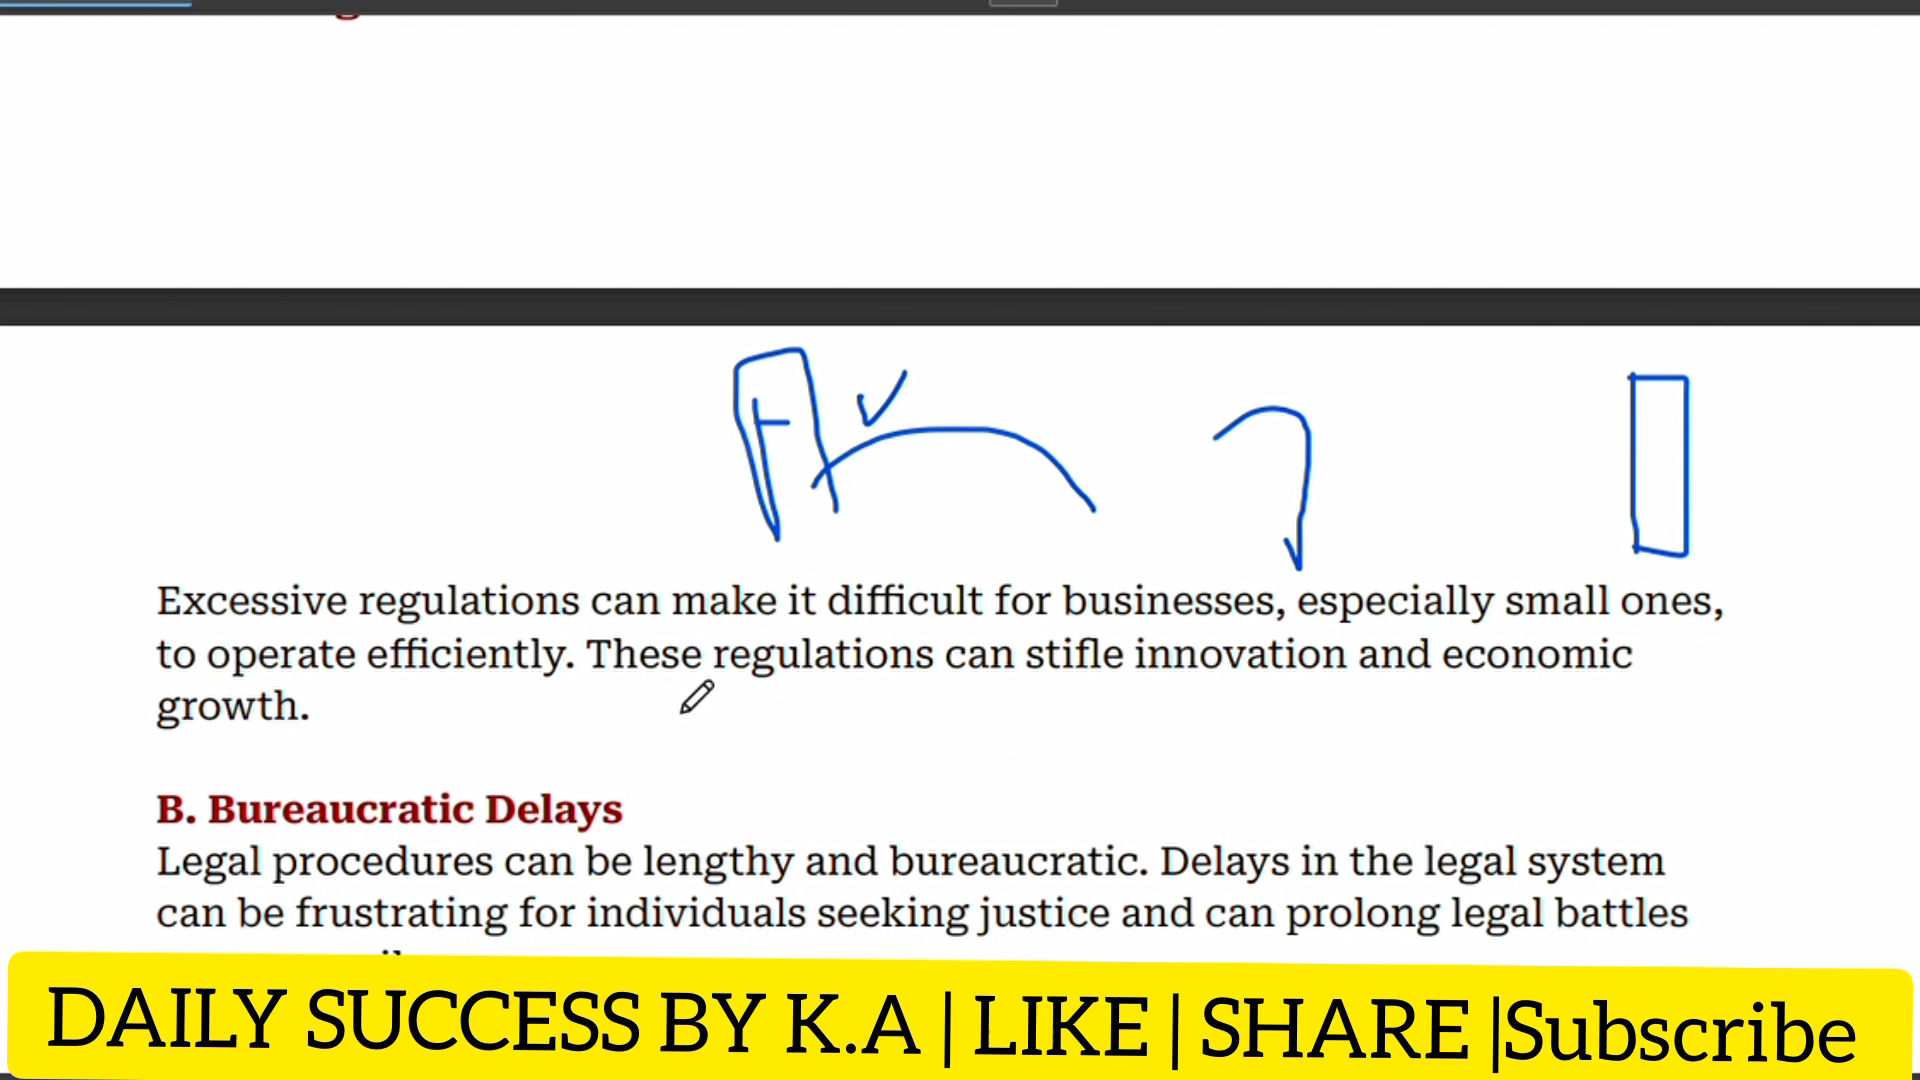 Excessive regulations can make it difficult for businesses, especially small ones,
to operate efficiently. These regulations can stifle innovation and economic
growth.
B. Bureaucratic Delays
Legal procedures can be lengthy and bureaucratic. Delays in the legal system
can be frustrating for individuals seeking justice and can prolong legal battles
DAILY SUCCESS BY K.A | LIKE | SHARE |Subscribe